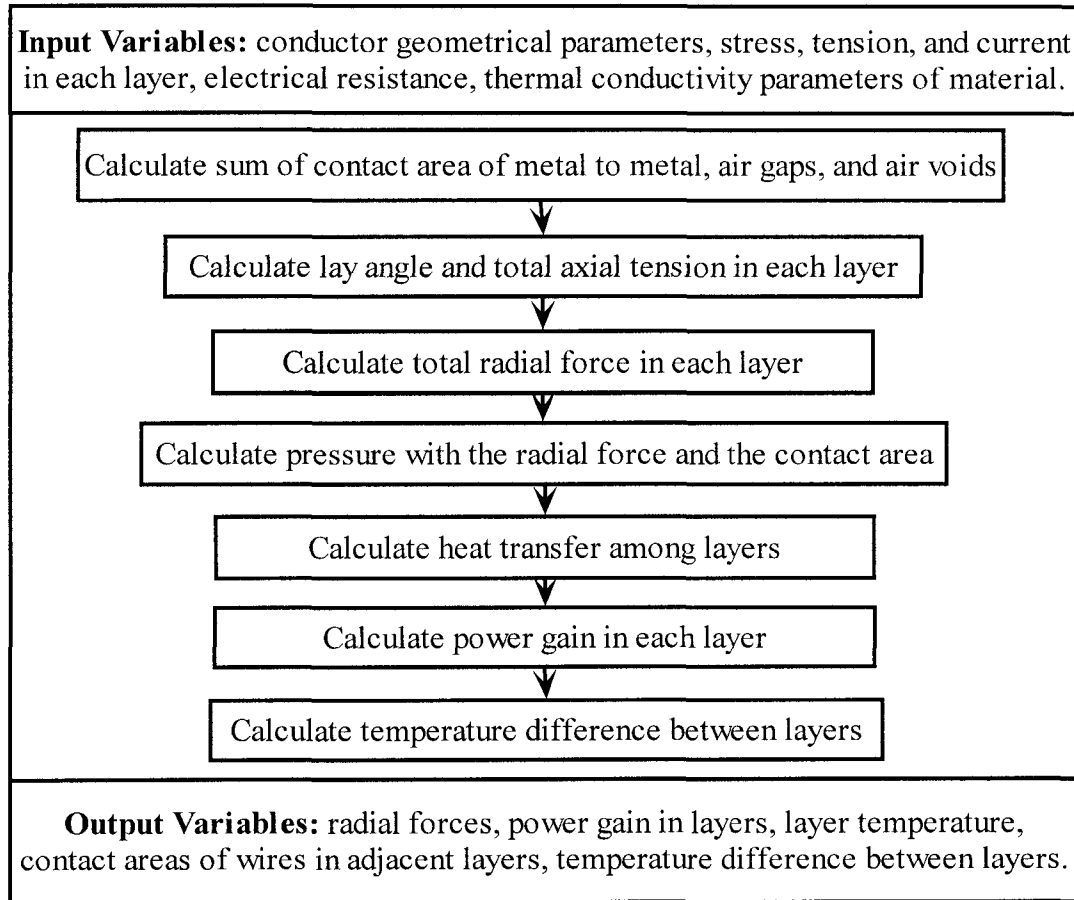 Input Variables: conductor geometrical parameters, stress, tension, and current
in each layer, electrical resistance, thermal conductivity parameters of material.
Calculate sum of contact area of metal to metal, air gaps, and air voids
Calculate lay angle and total axial tension in each layer
Calculate total radial force in each layer
Calculate pressure with the radial force and the contact area
Calculate heat transfer among layers
Calculate power gain in each layer
Calculate temperature difference between layers
Output Variables: radial forces, power gain in layers, layer temperature,
contact areas of wires in adjacent layers, temperature difference between layers.